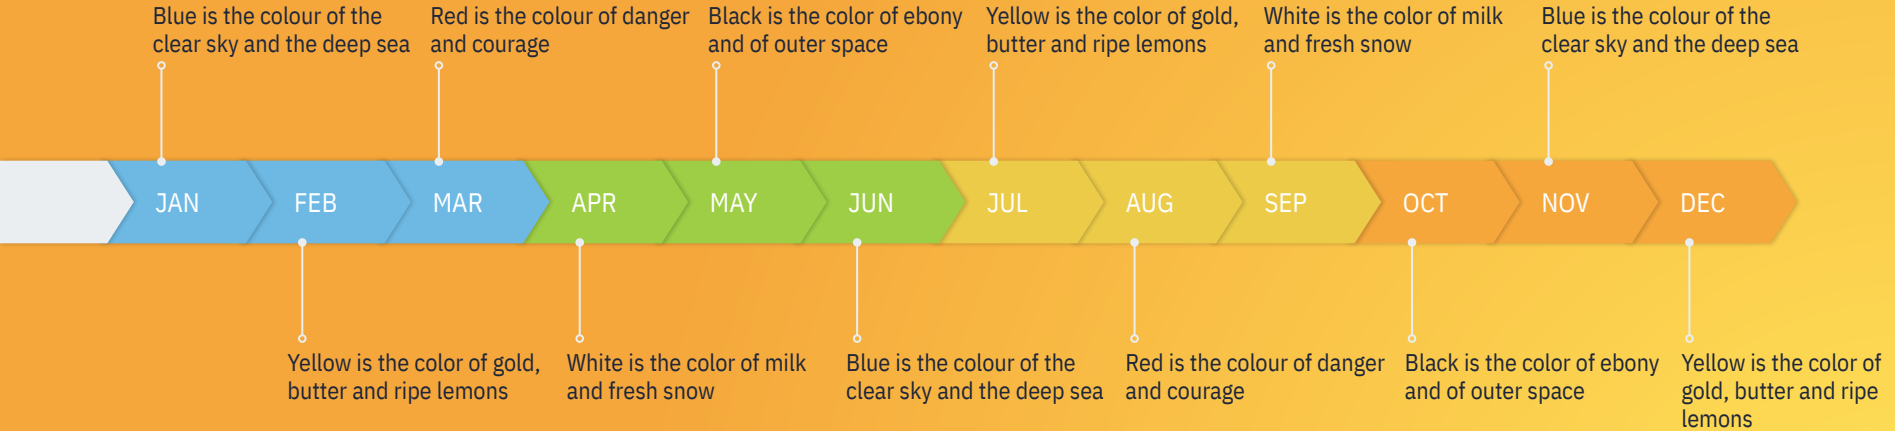 Blue is the colour of the
clear sky and the deep sea
Red is the colour of danger
and courage
Black is the color of ebony
and of outer space
Yellow is the color of gold,
butter and ripe lemons
White is the color of milk
and fresh snow
Blue is the colour of the
clear sky and the deep sea
JAN
FEB
MAR
APR
MAY
JUN
JUL
AUG
SEP
OCT
NOV
DEC
Yellow is the color of gold,
butter and ripe lemons
White is the color of milk
and fresh snow
Blue is the colour of the
clear sky and the deep sea
Red is the colour of danger
and courage
Black is the color of ebony
and of outer space
Yellow is the color of
gold, butter and ripe
lemons